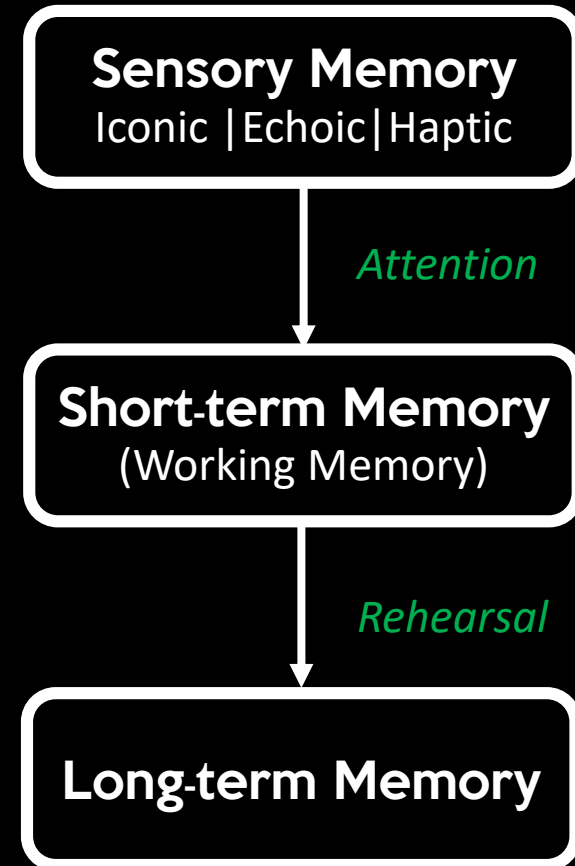 Sensory Memory
Iconic |Echoic|Haptic
Attention
Short-term Memory
(Working Memory)
Rehearsal
Long-term Memory